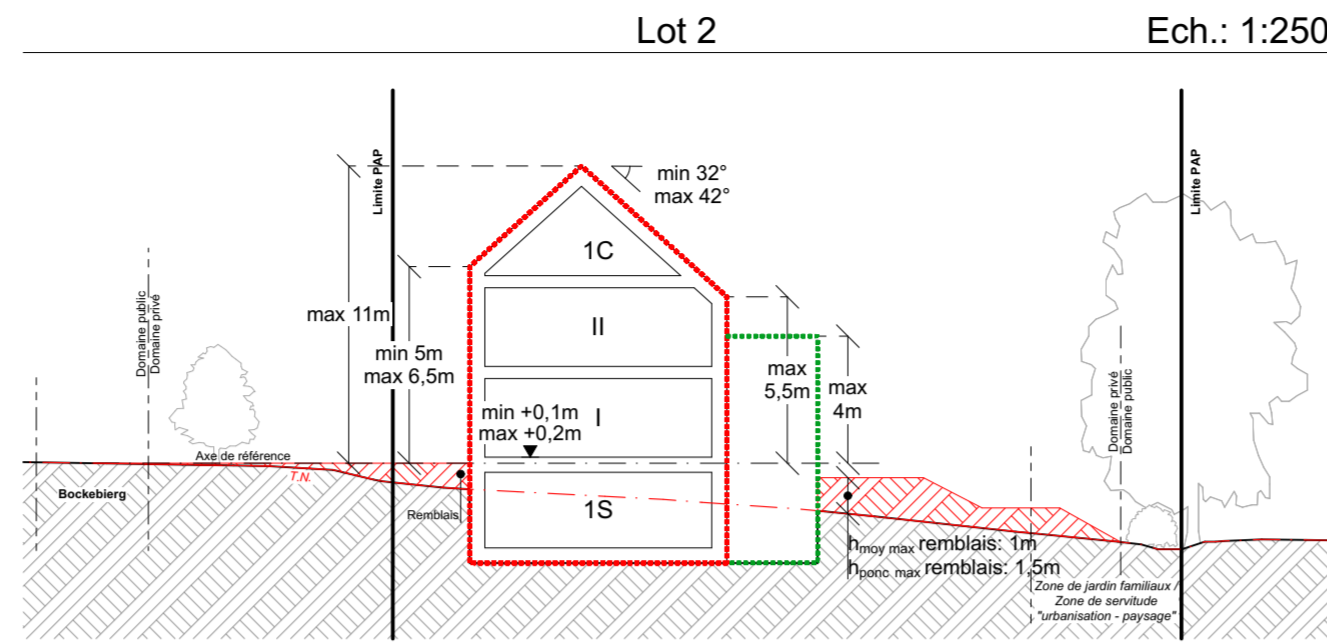 Lot 2
Ech.: 1:250
Limite PAP
Limite PAP
min 32°
max 42°
1C
max 11m
Domaine public
Domaine privé
II
min 5m
max 6,5m
max
5,5m
max
4m
Domaine privé
Domaine public
min +0,1m
max +0,2m
I
Axe de référence
T.N.
Bockebierg
Remblais
1S
hmoy max remblais: 1m
hponc max remblais: 1,5m
Zone de jardin familiaux /
Zone de servitude
"urbanisation - paysage"